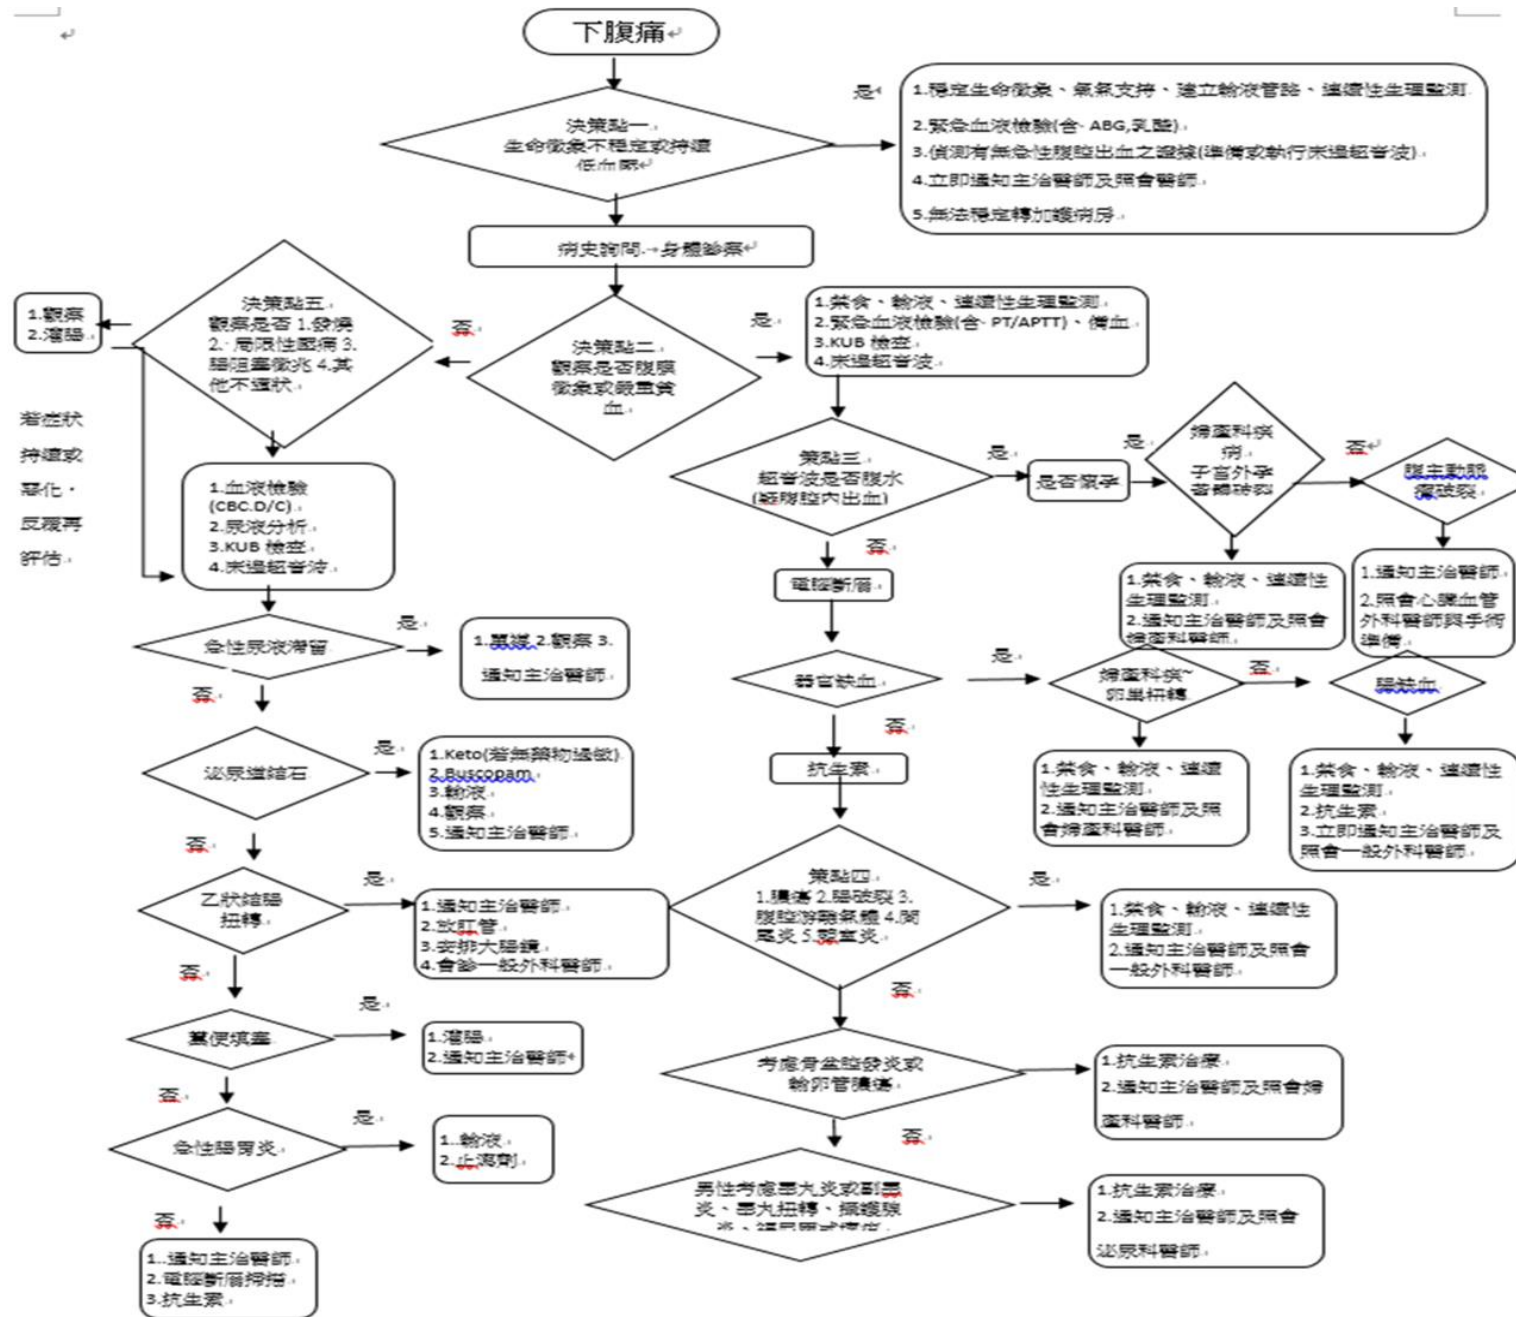 下腹痛
決策點一
生命徵象不穩定或持續
低血壓
是
1.穩定生命徵象、氧氣支持、建立輸液管路、連續性生理監測
2.緊急血液檢驗(含- ABG,乳酸)
3.偵測有無急性腹腔出血之證據(準備或執行床邊超音波)
4.立即通知主治醫師及照會醫師
5.無法穩定轉加護病房
病史詢問→身體診察
決策點二
觀察是否腹膜
徵象或嚴重貧
血
否
是
決策點五
觀察是否 1.發燒
2. 局限性壓痛 3.
腸阻塞徵兆 4.其
他不適狀
1.觀察
2.灌腸
若症狀
持續或
惡化，
反覆再
評估
1.禁食、輸液、連續性生理監測
2.緊急血液檢驗(含- PT/APTT)、備血
3.KUB 檢查
4.床邊超音波
策點三
超音波是否腹水
(疑腹腔內出血)
是
是否懷孕
是
婦產科疾
病
子宮外孕
黃體破裂
否
腹主動脈
瘤破裂
1.血液檢驗
(CBC.D/C)
2.尿液分析
3.KUB 檢查
4.床邊超音波
否
電腦斷層
1.禁食、輸液、連續性
生理監測
2.通知主治醫師及照會
婦產科醫師
1.通知主治醫師
2.照會心臟血管
外科醫師與手術
準備
急性尿液滯留
是
1.單導 2.觀察 3.
通知主治醫師
否
器官缺血
是
婦產科疾~
卵巢扭轉
否
腸缺血
否
抗生素
1.禁食、輸液、連續
性生理監測
2.通知主治醫師及照
會婦產科醫師
1.禁食、輸液、連續性
生理監測
2.抗生素
3.立即通知主治醫師及
照會一般外科醫師
泌尿道結石
是
1.Keto(若無藥物過敏)
2.Buscopam
3.輸液
4.觀察
5.通知主治醫師
否
乙狀結腸
扭轉
是
1.通知主治醫師
2.放肛管
3.安排大腸鏡
4.會診一般外科醫師
否
策點四
1.膿瘍 2.腸破裂 3.
腹腔游離氣體 4.闌
尾炎 5.憩室炎
是
1.禁食、輸液、連續性
生理監測
2.通知主治醫師及照會
一般外科醫師
否
糞便填塞
是
1.灌腸
2.通知主治醫師
否
考慮骨盆腔發炎或
輸卵管膿瘍
1.抗生素治療
2.通知主治醫師及照會婦
產科醫師
否
急性腸胃炎
是
1..輸液
2.止瀉劑
否
1..通知主治醫師
2.電腦斷層掃描
3.抗生素
男性考慮睪丸炎或副睪
炎、睪丸扭轉、攝護腺
1.抗生素治療
2.通知主治醫師及照會
泌尿科醫師